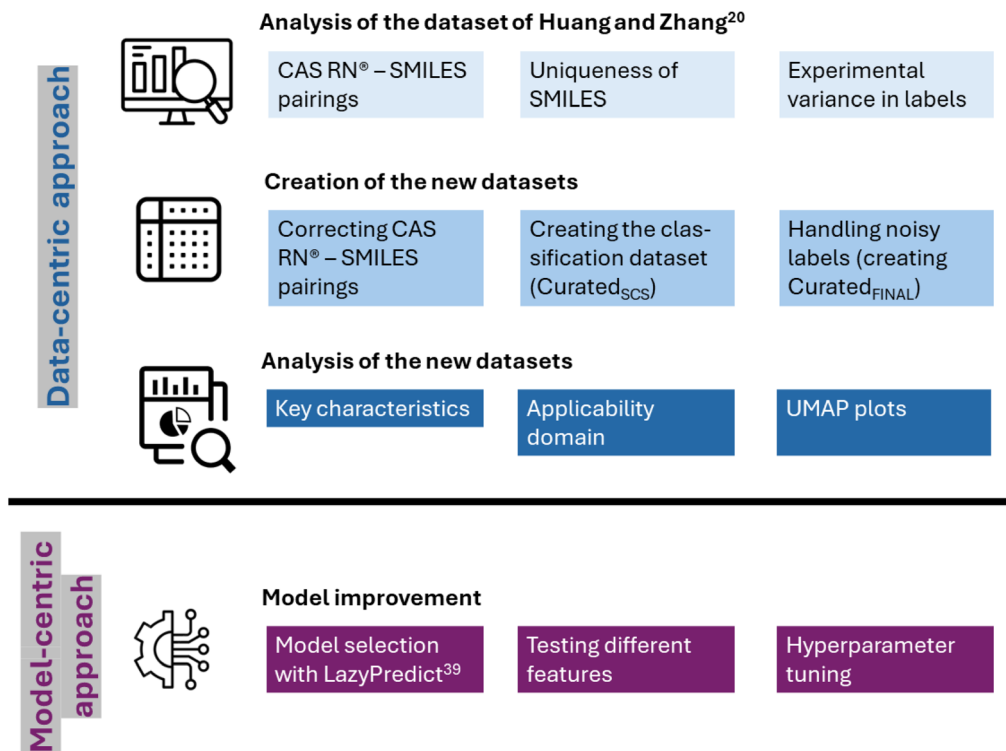 Data-centric approach
Analysis of the dataset of Huang and Zhang²⁰
CAS RN® – SMILES
pairings
Uniqueness of
SMILES
Experimental
variance in labels
Creation of the new datasets
Correcting CAS
RN® – SMILES
pairings
Creating the clas-
sification dataset
(Curated_SCS)
Handling noisy
labels (creating
Curated_FINAL)
Analysis of the new datasets
Key characteristics
Applicability
domain
UMAP plots
Model-centric
approach
Model improvement
Model selection
with LazyPredict³⁹
Testing different
features
Hyperparameter
tuning